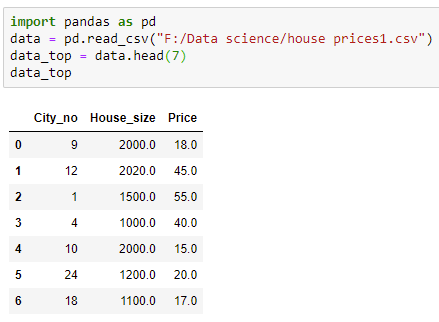 import pandas as pd
data = pd.read_csv("F:/Data science/house prices1.csv")
data_top = data.head(7)
data_top
City_no House_size Price
0 9 2000.0 18.0
1 12 2020.0 45.0
2 1 1500.0 55.0
3 4 1000.0 40.0
4 10 2000.0 15.0
5 24 1200.0 20.0
6 18 1100.0 17.0